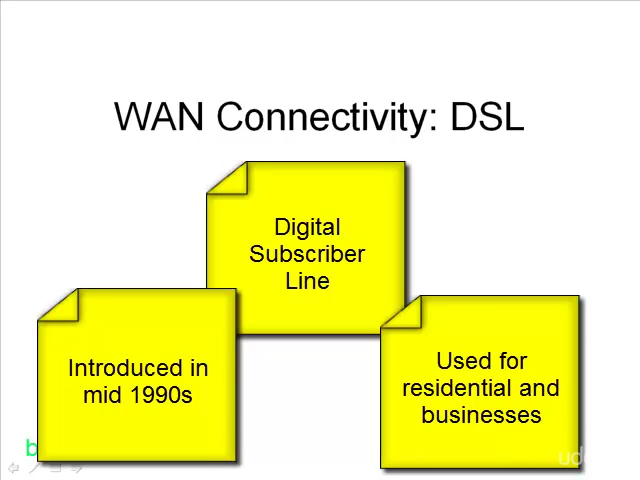 WAN Connectivity: DSL
Digital
Subscriber
Line
Introduced in
mid 1990s
Used for
residential and
businesses